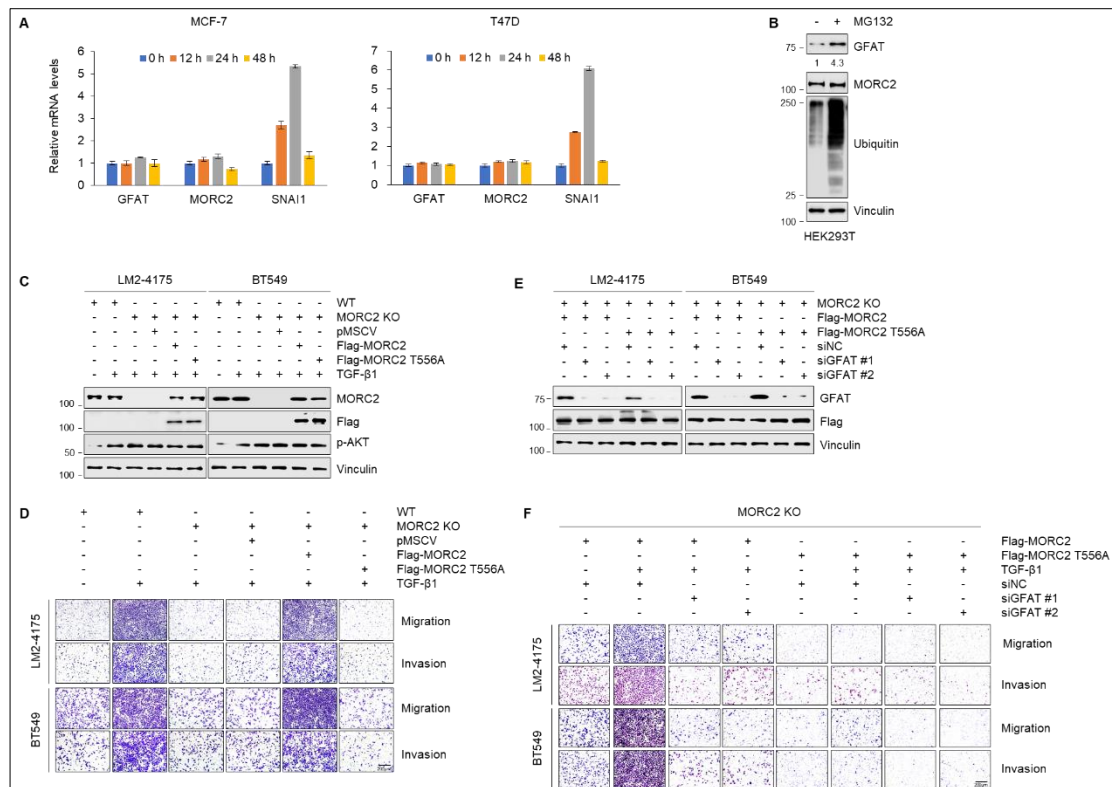 A
MCF-7
T47D
Relative mRNA levels
0 h 12 h 24 h 48 h
6
5
4
3
2
1
0
GFAT MORC2 SNAI1
0 h 12 h 24 h 48 h
7
6
5
4
3
2
1
0
GFAT MORC2 SNAI1
B
- + MG132
75 GFAT
1 4.3
100 MORC2
250
Ubiquitin
25
100 Vinculin
HEK293T
C
LM2-4175 BT549
+ + - - - - + + - - - - WT
- - + + + + - - + + + + MORC2 KO
- - - + - - - - - + - - pMSCV
- - - - + - - - - - + - Flag-MORC2
- - - - - + - - - - - + Flag-MORC2 T556A
- + + + + + - + + + + + TGF-β1
100 MORC2
100 Flag
50 p-AKT
100 Vinculin
E
LM2-4175 BT549
+ + + + + + + + + + + + MORC2 KO
+ + + - - - + + + - - - Flag-MORC2
- - - + + + - - - + + + Flag-MORC2 T556A
+ - - + - - + - - + - - siNC
- + - - + - - + - - + - siGFAT #1
- - + - - + - - + - - + siGFAT #2
75 GFAT
100 Flag
100 Vinculin
D
+ + - - - - WT
- - + + + + MORC2 KO
- - - + - - pMSCV
- - - - + - Flag-MORC2
- - - - - + Flag-MORC2 T556A
- + + + + + TGF-β1
LM2-4175
Migration
Invasion
BT549
Migration
Invasion
F
MORC2 KO
+ + + + - - - - Flag-MORC2
- - - - + + + + Flag-MORC2 T556A
- + + + - + + + TGF-β1
+ + - - + + - - siNC
- - + - - - + - siGFAT #1
- - - + - - - + siGFAT #2
LM2-4175
Migration
Invasion
BT549
Migration
Invasion